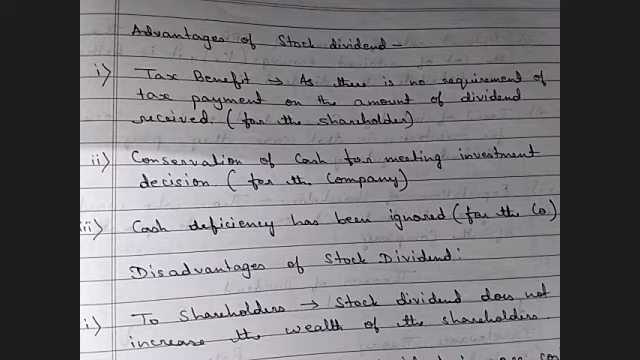 Advantages of Stock dividend -
i) Tax Benefit → As there is no requirement of
tax payment on the amount of dividend
received. (for the shareholder)
ii) Conservation of Cash for meeting investment
decision (for the Company)
iii) Cash deficiency has been ignored (for the Co)
Disadvantages of Stock Dividend:
i) To Shareholders → Stock dividend does not
increase the wealth of the shareholders.